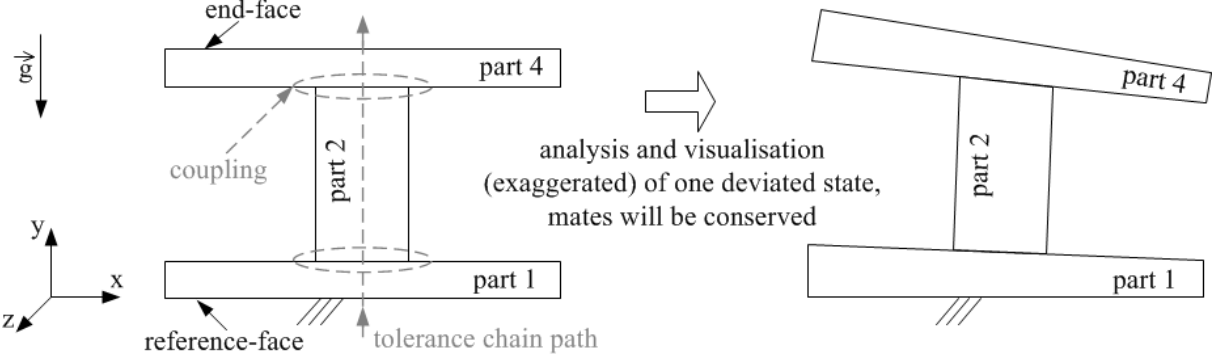 end-face
g
part 4
part 2
coupling
y
x
z
part 1
reference-face
tolerance chain path
analysis and visualisation
(exaggerated) of one deviated state,
mates will be conserved
part 4
part 2
part 1